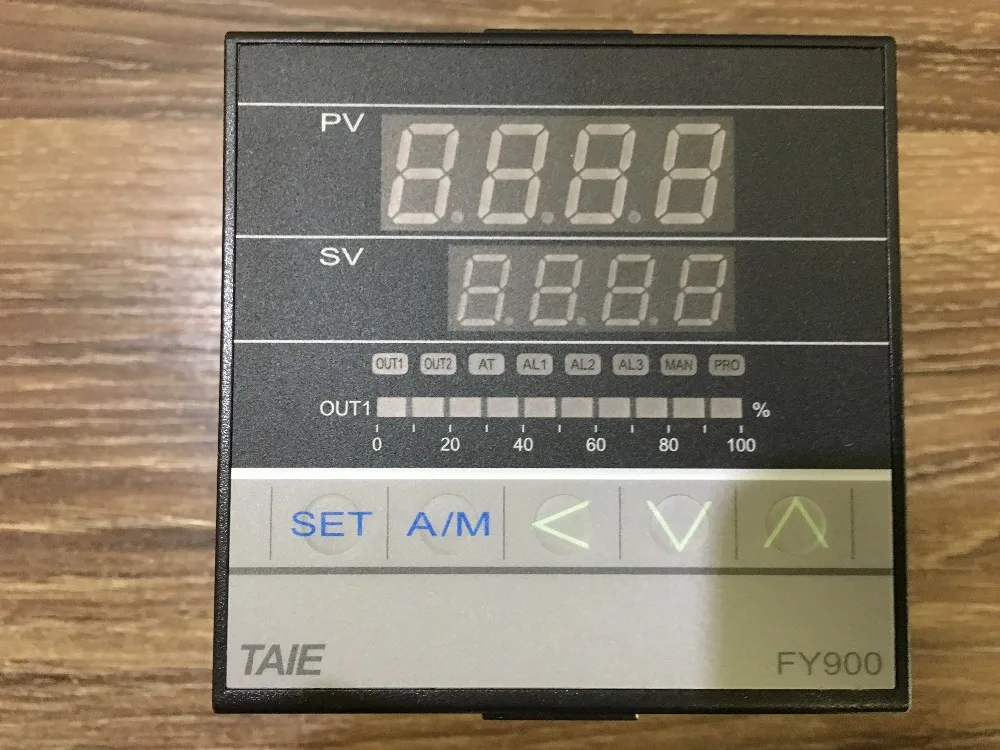 PV
SV
OUT1 OUT2 AT AL1 AL2 AL3 MAN PRO
OUT1 %
0 20 40 60 80 100
SET A/M < V Λ
TAIE FY900